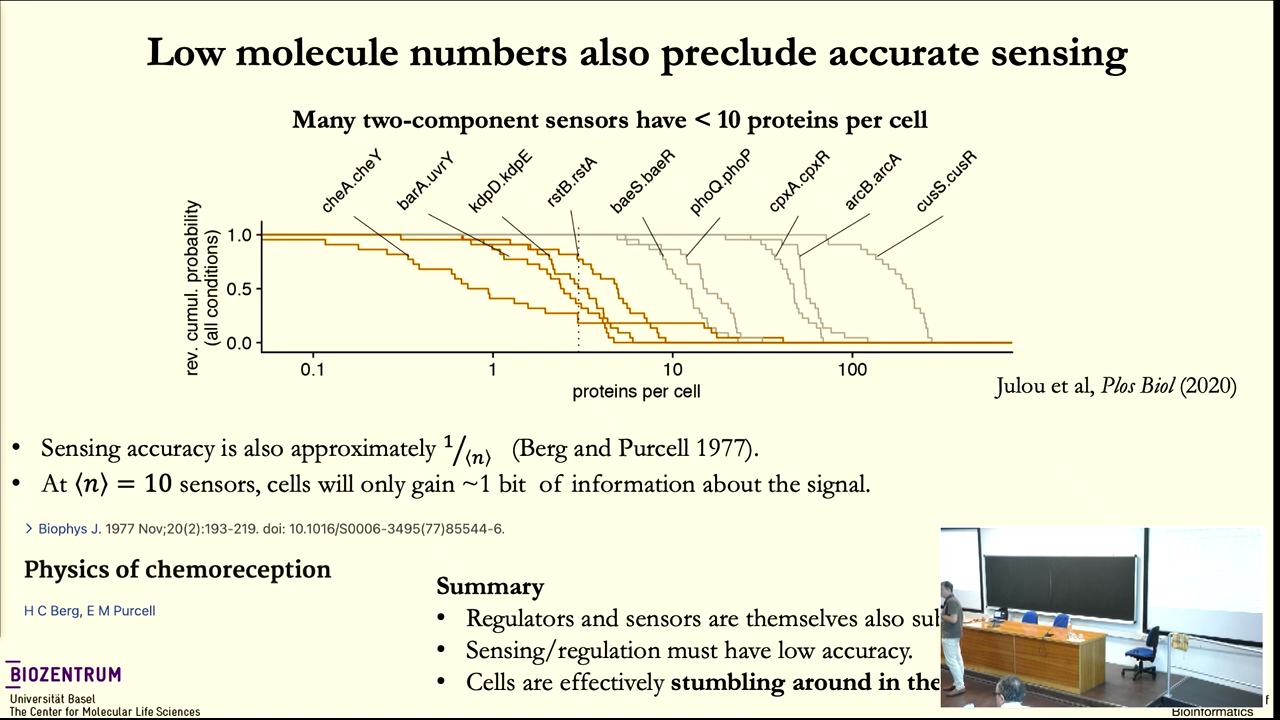 Low molecule numbers also preclude accurate sensing
Many two-component sensors have < 10 proteins per cell
cheA.cheY
barA.uvrY
kdpD.kdpE
rstB.rstA
baeS.baeR
phoQ.phoP
cpxA.cpxR
arcB.arcA
cusS.cusR
rev. cumul. probability
(all conditions)
1.0
0.5
0.0
0.1
1
10
100
proteins per cell
Julou et al, Plos Biol (2020)
• Sensing accuracy is also approximately 1/⟨n⟩ (Berg and Purcell 1977).
• At ⟨n⟩ = 10 sensors, cells will only gain ~1 bit of information about the signal.
> Biophys J. 1977 Nov;20(2):193-219. doi: 10.1016/S0006-3495(77)85544-6.
Physics of chemoreception
H C Berg, E M Purcell
Summary
• Regulators and sensors are themselves also
• Sensing/regulation must have low accuracy.
• Cells are effectively stumbling around in the
BIOZENTRUM
Universität Basel
The Center for Molecular Life Sciences
Bioinformatics